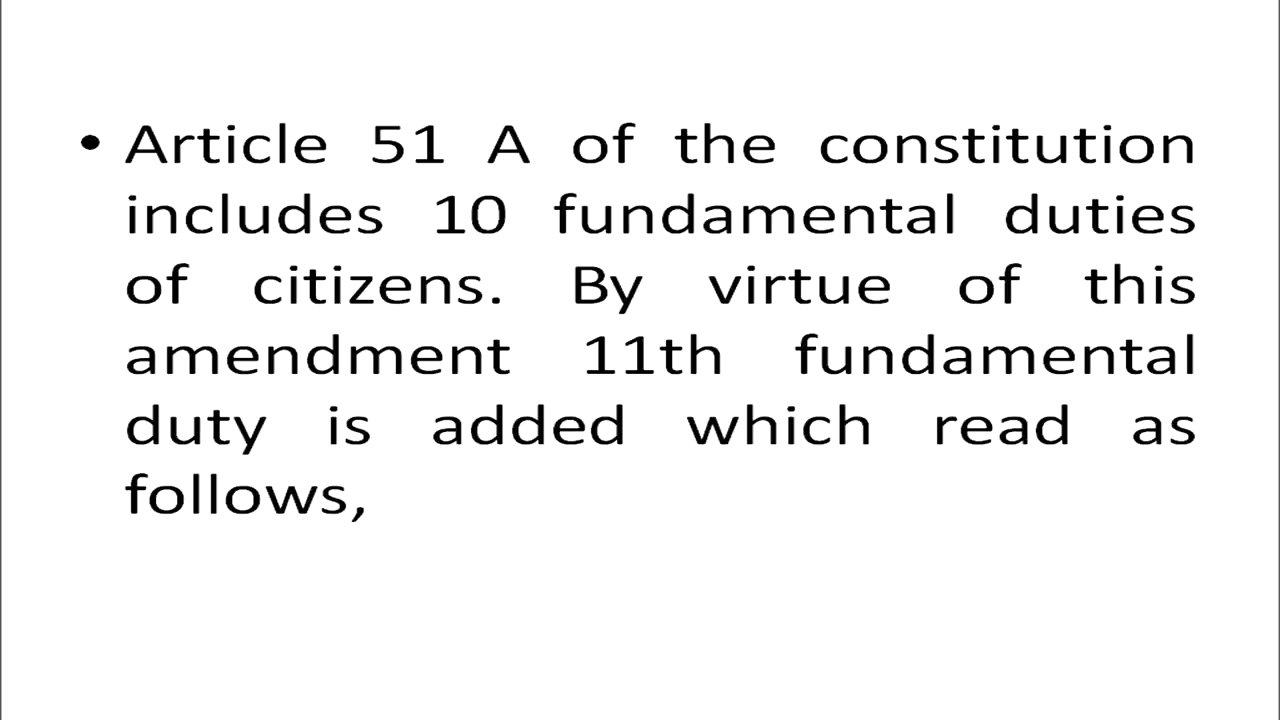 • Article 51 A of the constitution
includes 10 fundamental duties
of citizens. By virtue of this
amendment 11th fundamental
duty is added which read as
follows,